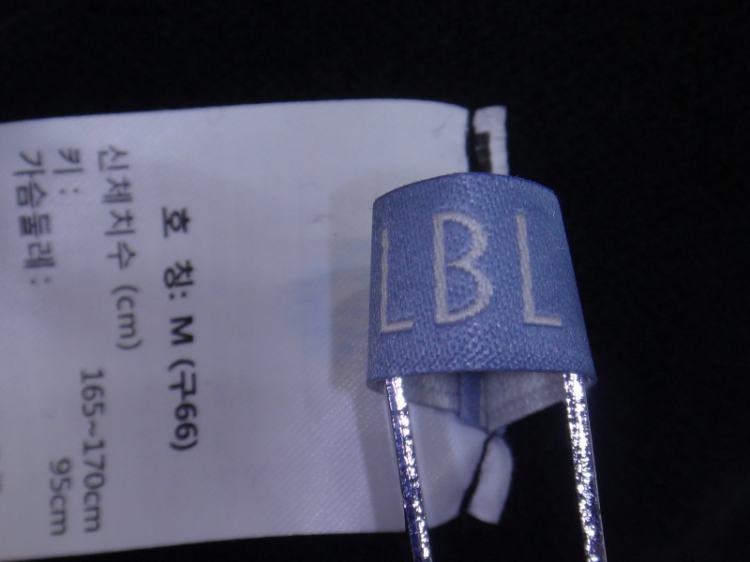 LBL
호 칭: M (구66)
신체치수 (cm)
키: 165~170cm
가슴둘레: 95cm